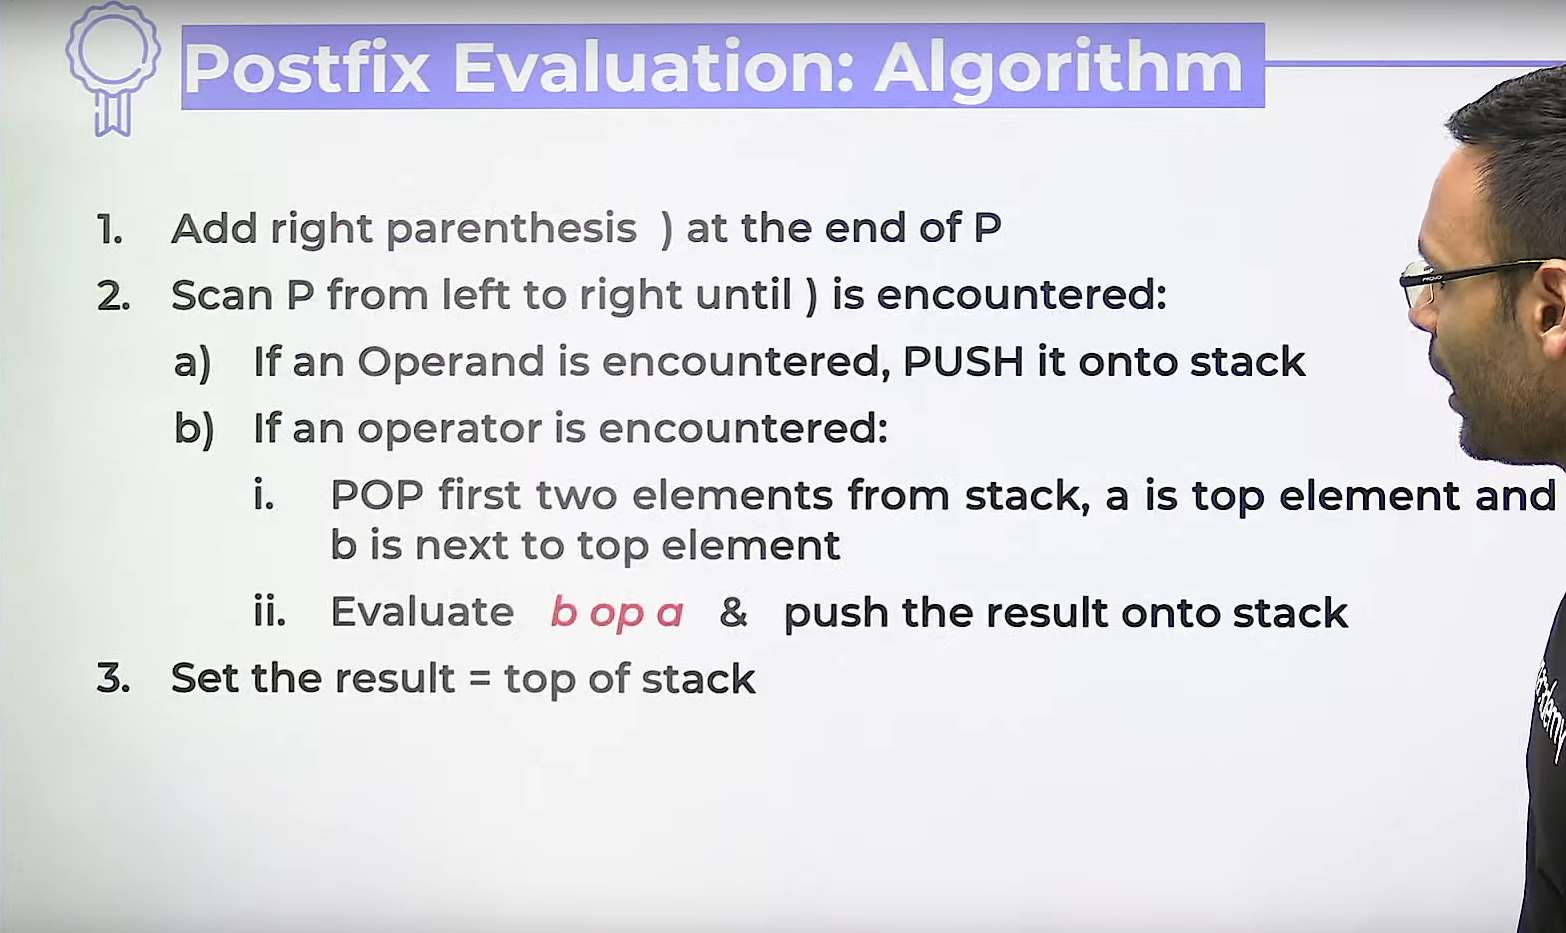 Postfix Evaluation: Algorithm
1. Add right parenthesis ) at the end of P
2. Scan P from left to right until ) is encountered:
a) If an Operand is encountered, PUSH it onto stack
b) If an operator is encountered:
i. POP first two elements from stack, a is top element and
b is next to top element
ii. Evaluate b op a & push the result onto stack
3. Set the result = top of stack